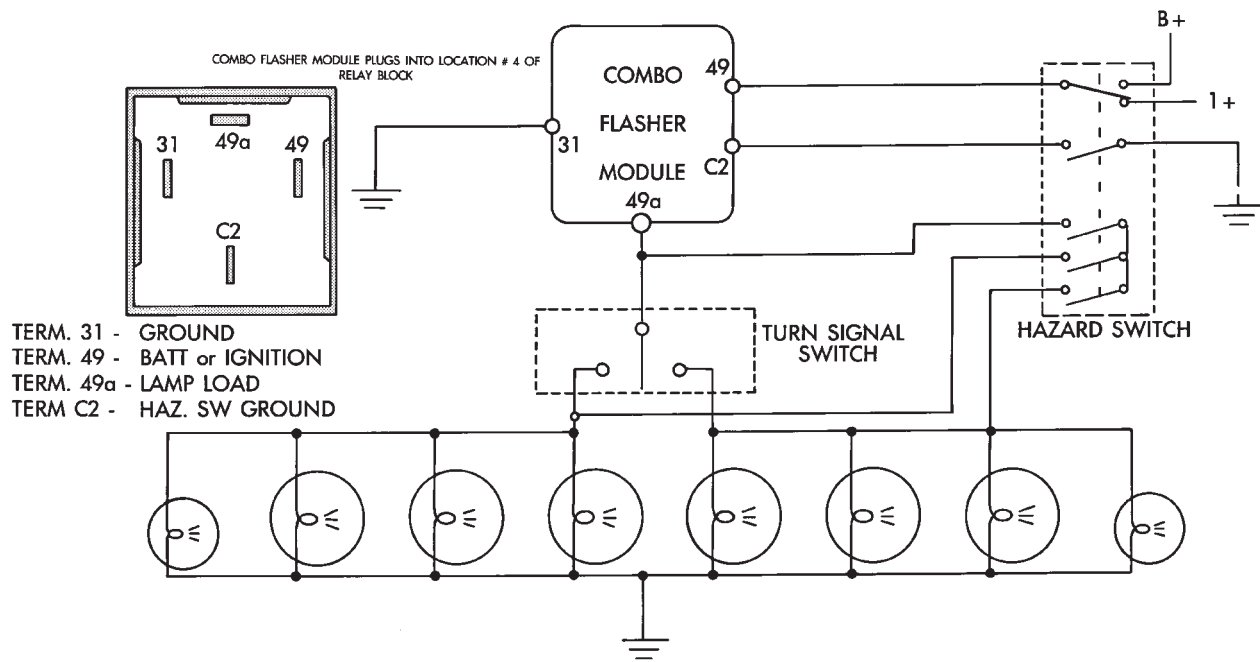 COMBO FLASHER MODULE PLUGS INTO LOCATION # 4 OF
RELAY BLOCK
31
49a
49
C2
TERM. 31 - GROUND
TERM. 49 - BATT or IGNITION
TERM. 49a - LAMP LOAD
TERM C2 - HAZ. SW GROUND
COMBO
FLASHER
MODULE
49
31
C2
49a
B+
1+
HAZARD SWITCH
TURN SIGNAL
SWITCH